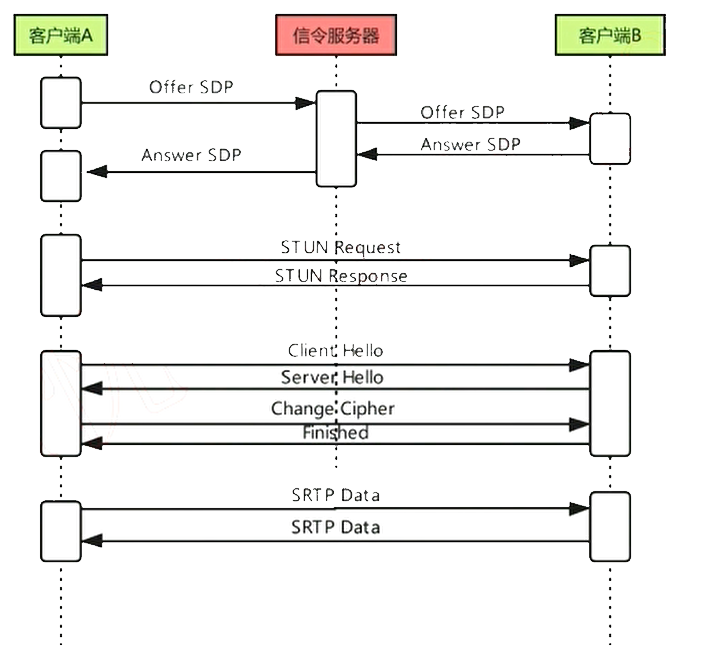 客户端A
信令服务器
客户端B
Offer SDP
Offer SDP
Answer SDP
Answer SDP
STUN Request
STUN Response
Client Hello
Server Hello
Change Cipher
Finished
SRTP Data
SRTP Data